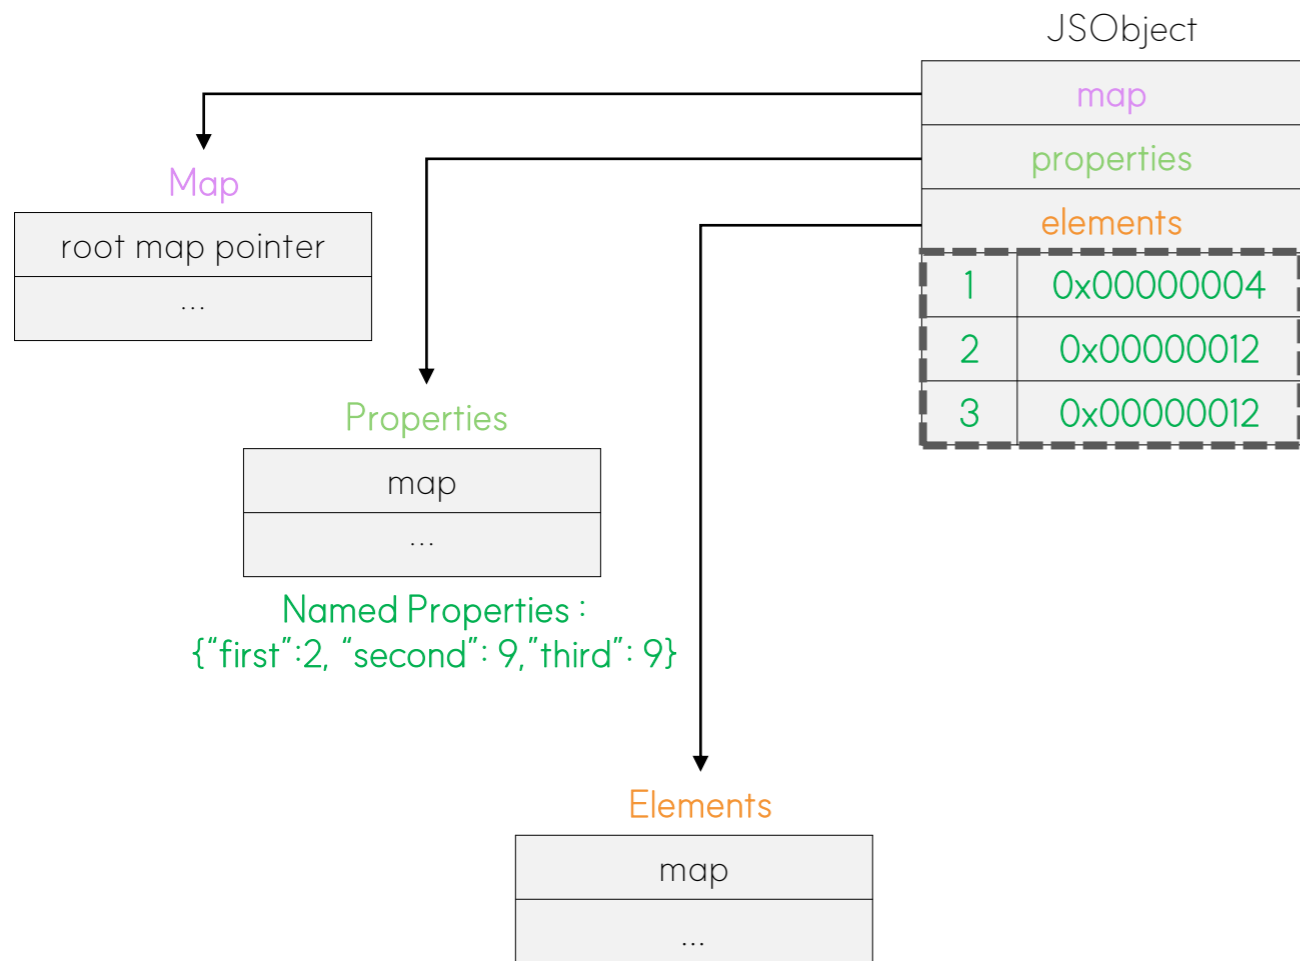 JSObject
map
properties
elements
1 0x00000004
2 0x00000012
3 0x00000012
Map
root map pointer
...
Properties
map
...
Named Properties :
{“first”:2, “second”: 9,”third”: 9}
Elements
map
...